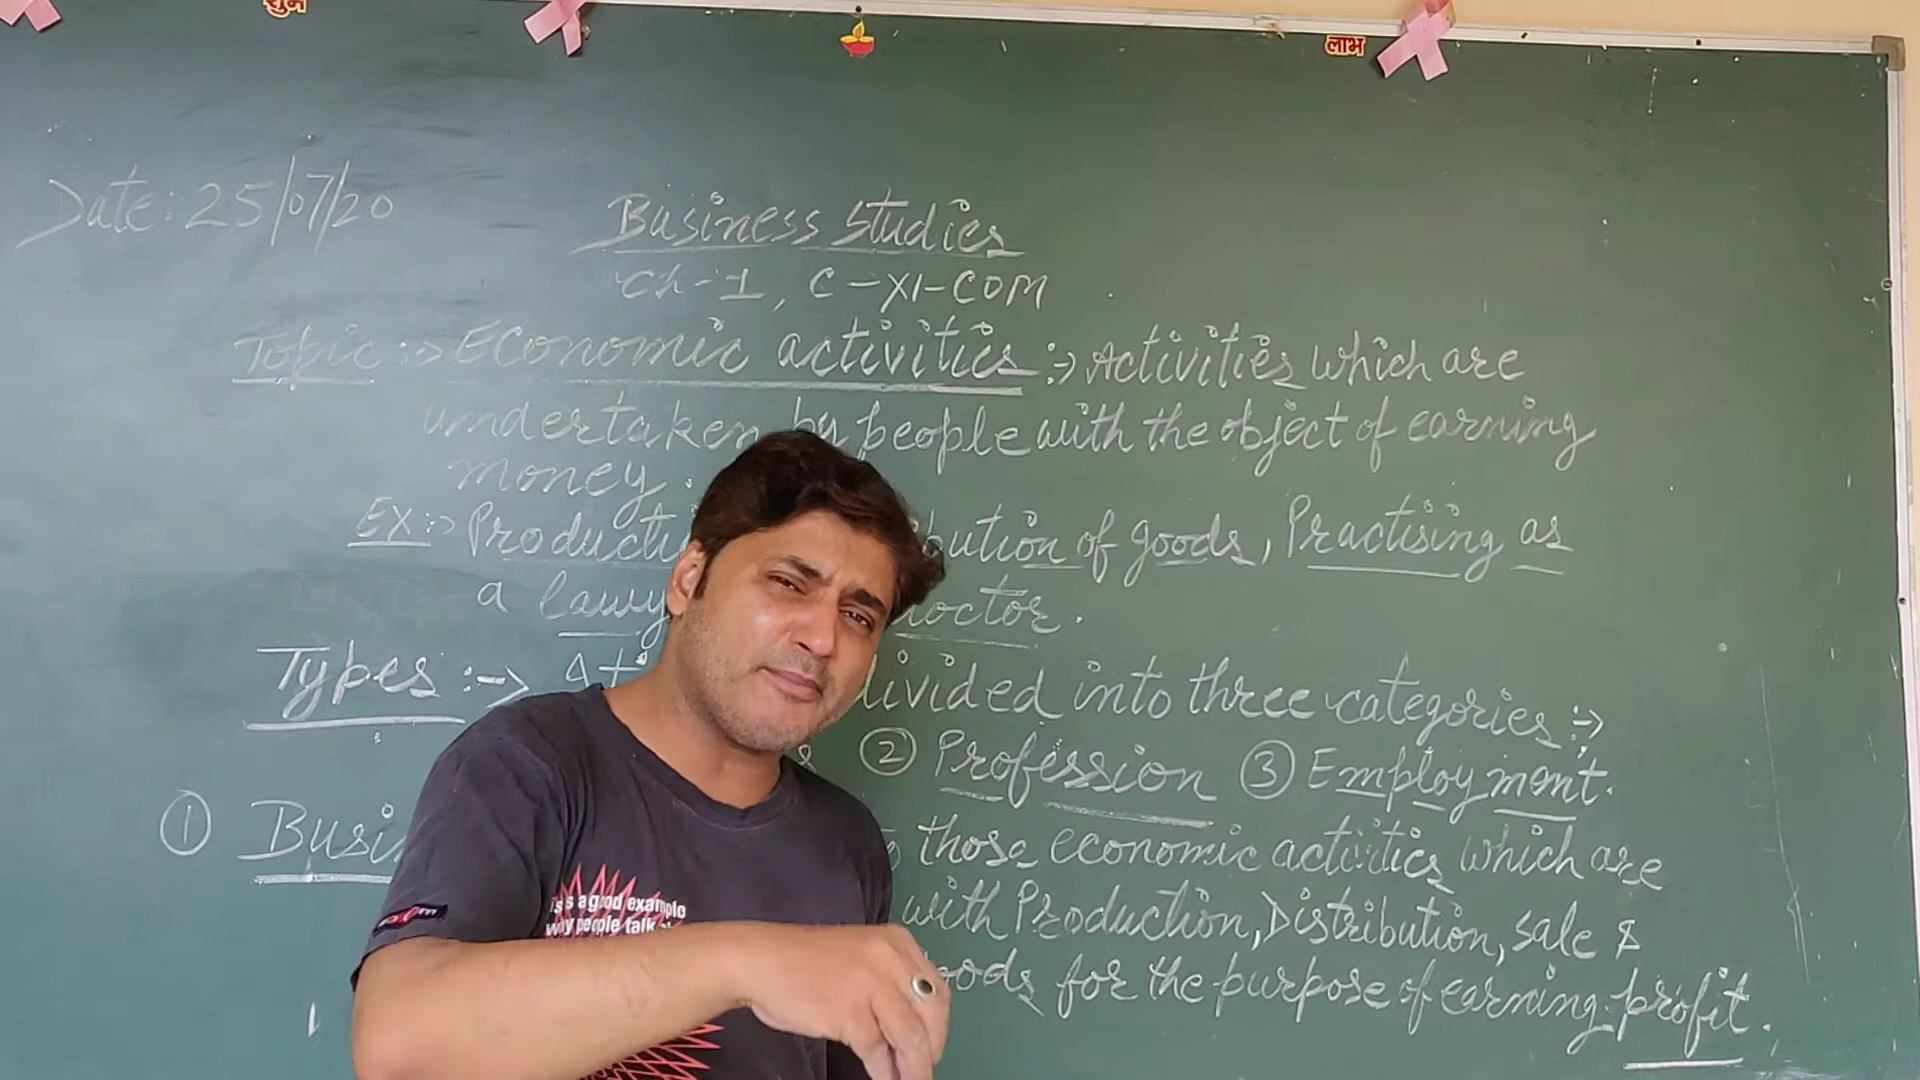 शुभ
लाभ
Date: 25/07/20
Business Studies
Ch-1, C-XI-COM
Topic :-> Economic activities :-> Activities which are
undertaken by people with the object of earning
money.
EX :-> Producti bution of goods, Practising as
a lawy octor.
Types :-> divided into three categories :->
② Profession ③ Employment.
① Busi those economic activities which are
with Production, Distribution, sale &
oods for the purpose of earning profit.
is a good example
why people talk